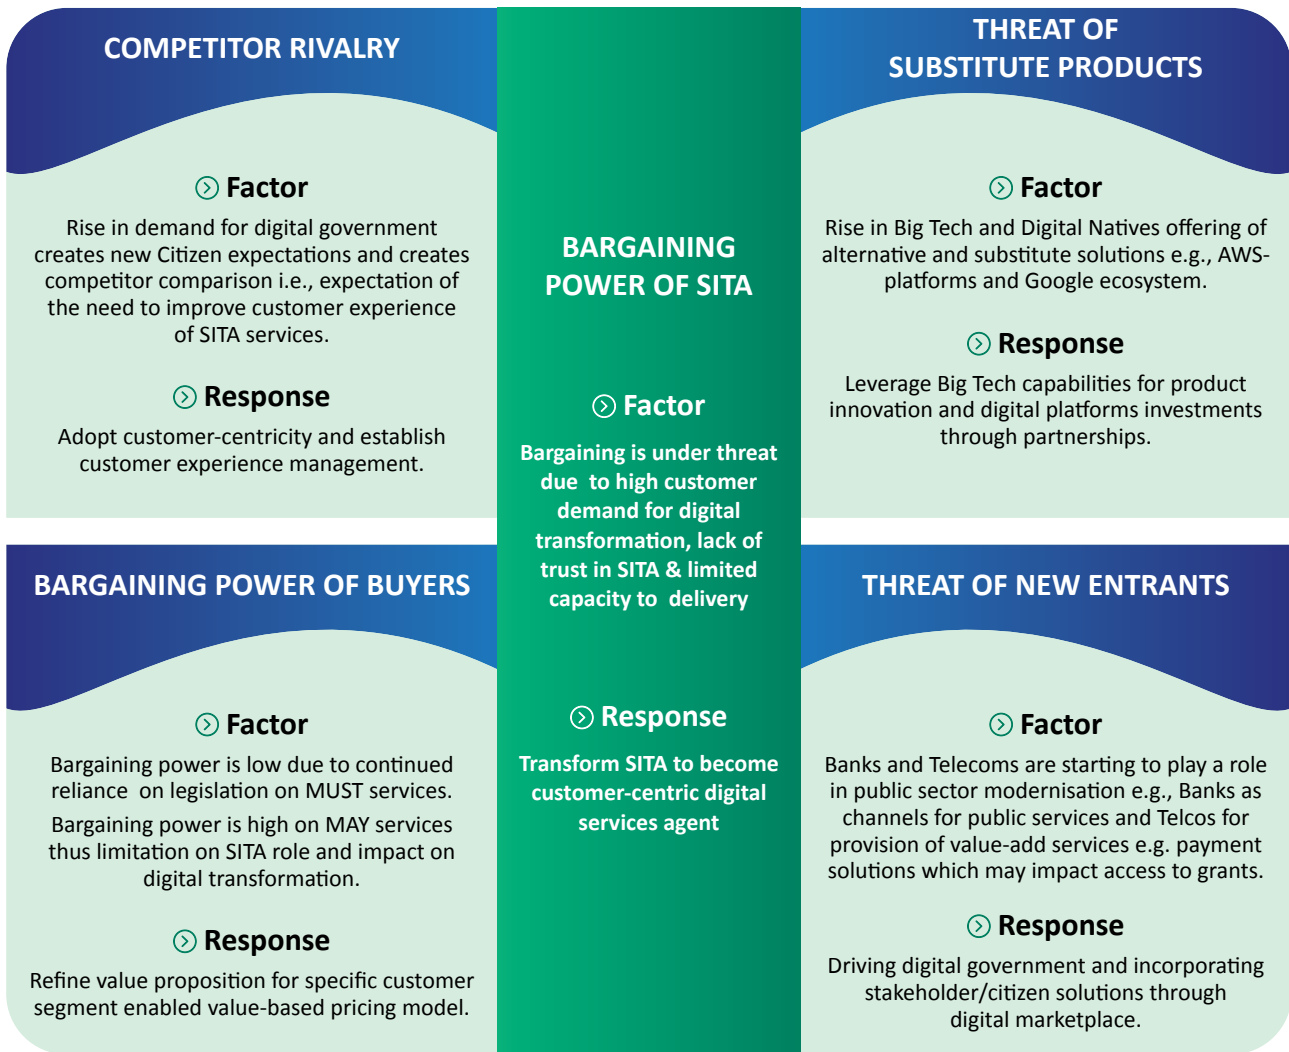 COMPETITOR RIVALRY
Factor
Rise in demand for digital government
creates new Citizen expectations and creates
competitor comparison i.e., expectation of
the need to improve customer experience
of SITA services.
Response
Adopt customer-centricity and establish
customer experience management.
BARGAINING
POWER OF SITA
Factor
Bargaining is under threat
due  to high customer
demand for digital
transformation, lack of
trust in SITA & limited
capacity to  delivery
Response
Transform SITA to become
customer-centric digital
services agent
THREAT OF
SUBSTITUTE PRODUCTS
Factor
Rise in Big Tech and Digital Natives offering of
alternative and substitute solutions e.g., AWS-
platforms and Google ecosystem.
Response
Leverage Big Tech capabilities for product
innovation and digital platforms investments
through partnerships.
BARGAINING POWER OF BUYERS
Factor
Bargaining power is low due to continued
reliance  on legislation on MUST services.
Bargaining power is high on MAY services
thus limitation on SITA role and impact on
digital transformation.
Response
Refine value proposition for specific customer
segment enabled value-based pricing model.
THREAT OF NEW ENTRANTS
Factor
Banks and Telecoms are starting to play a role
in public sector modernisation e.g., Banks as
channels for public services and Telcos for
provision of value-add services e.g. payment
solutions which may impact access to grants.
Response
Driving digital government and incorporating
stakeholder/citizen solutions through
digital marketplace.